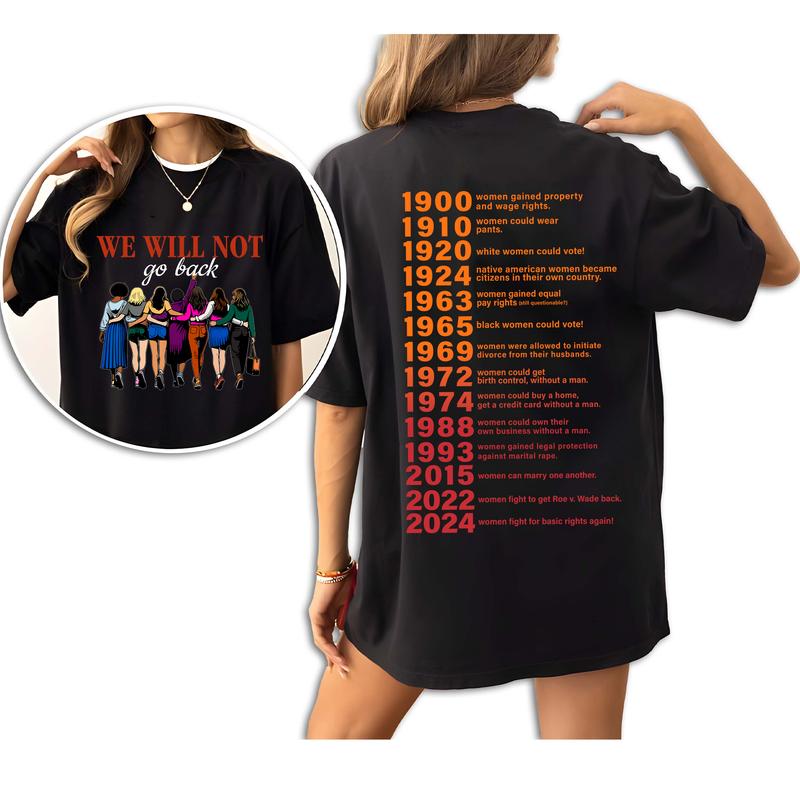 WE WILL NOT
go back
1900 women gained property
and wage rights.
1910 women could wear
pants.
1920 white women could vote!
1924 native american women became
citizens in their own country.
1963 women gained equal
pay rights (still questionable?)
1965 black women could vote!
1969 women were allowed to initiate
divorce from their husbands.
1972 women could get
birth control, without a man.
1974 women could buy a home,
get a credit card without a man.
1988 women could own their
own business without a man.
1993 women gained legal protection
against marital rape.
2015 women can marry one another.
2022 women fight to get Roe v. Wade back.
2024 women fight for basic rights again!